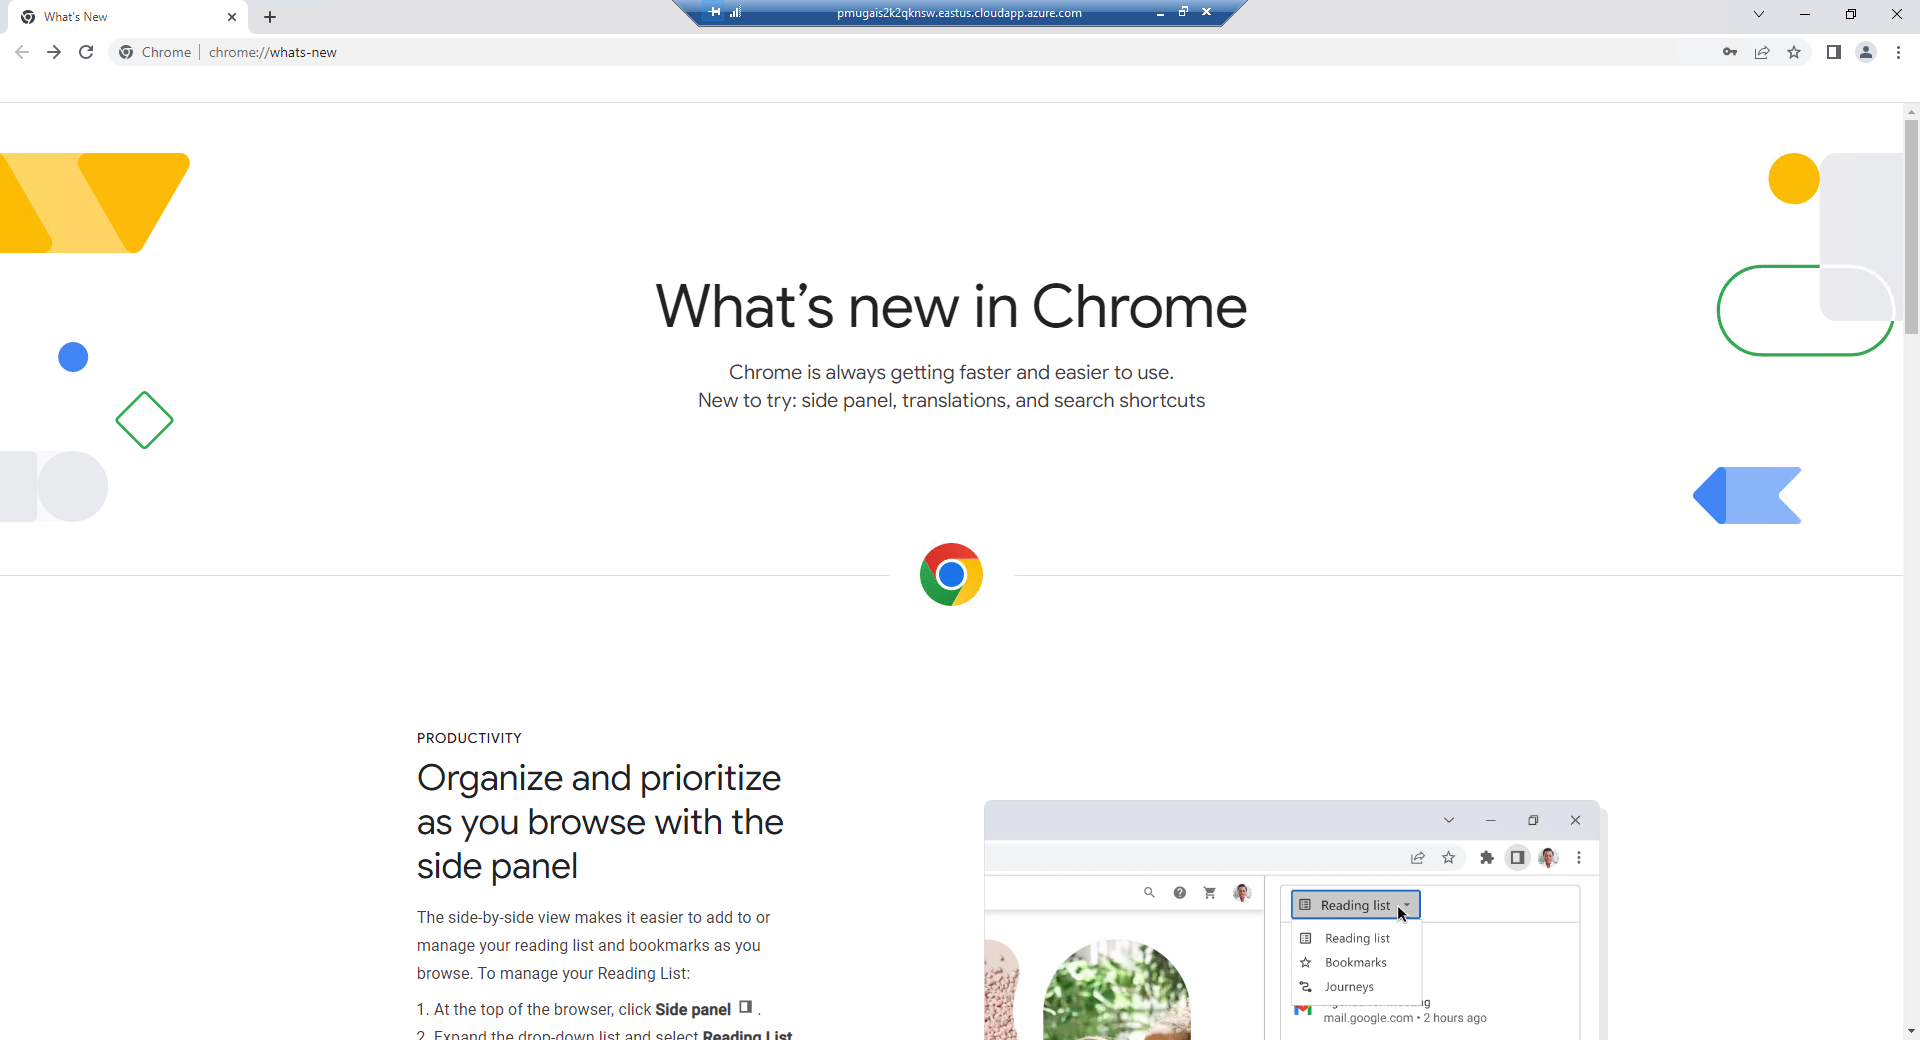 What's New
pmugais2k2qknsw.eastus.cloudapp.azure.com
Chrome
chrome://whats-new
What's new in Chrome
Chrome is always getting faster and easier to use.
New to try: side panel, translations, and search shortcuts
PRODUCTIVITY
Organize and prioritize
as you browse with the
side panel
The side-by-side view makes it easier to add to or
manage your reading list and bookmarks as you
browse. To manage your Reading List:
1. At the top of the browser, click Side panel .
2. Expand the drop-down list and select Reading List
Reading list
Reading list
Bookmarks
Journeys
mail.google.com • 2 hours ago